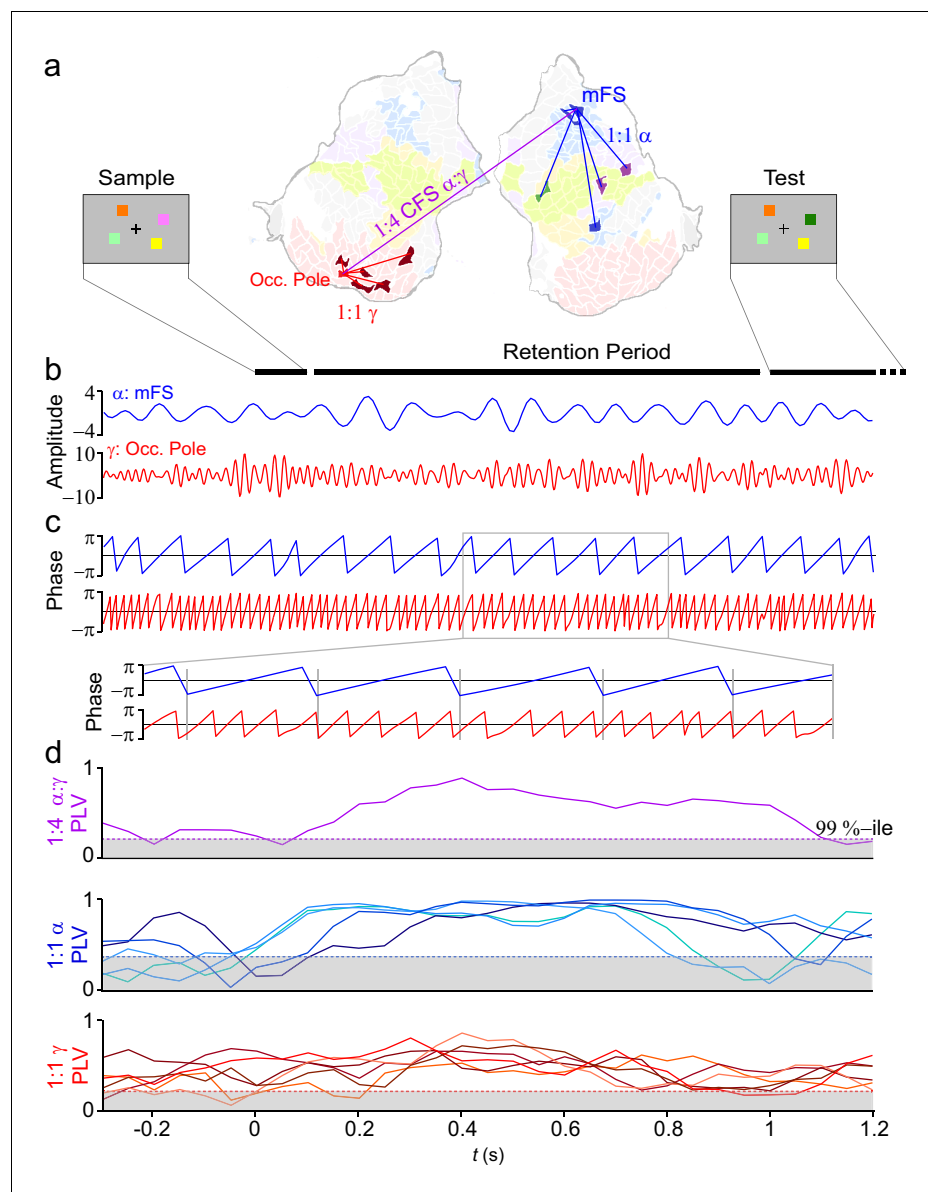 a
mFS
1:1 α
Sample
Test
1:4 CFS α:γ
Occ. Pole
1:1 γ
Retention Period
b
4
α: mFS
−4
Amplitude
10
γ: Occ. Pole
−10
c
π
−π
Phase
π
−π
π
−π
Phase
π
−π
d
1
1:4 α:γ
PLV
99 %−ile
0
1
1:1 α
PLV
0
1
1:1 γ
PLV
0
-0.2 0 0.2 0.4 0.6 0.8 1 1.2
t (s)